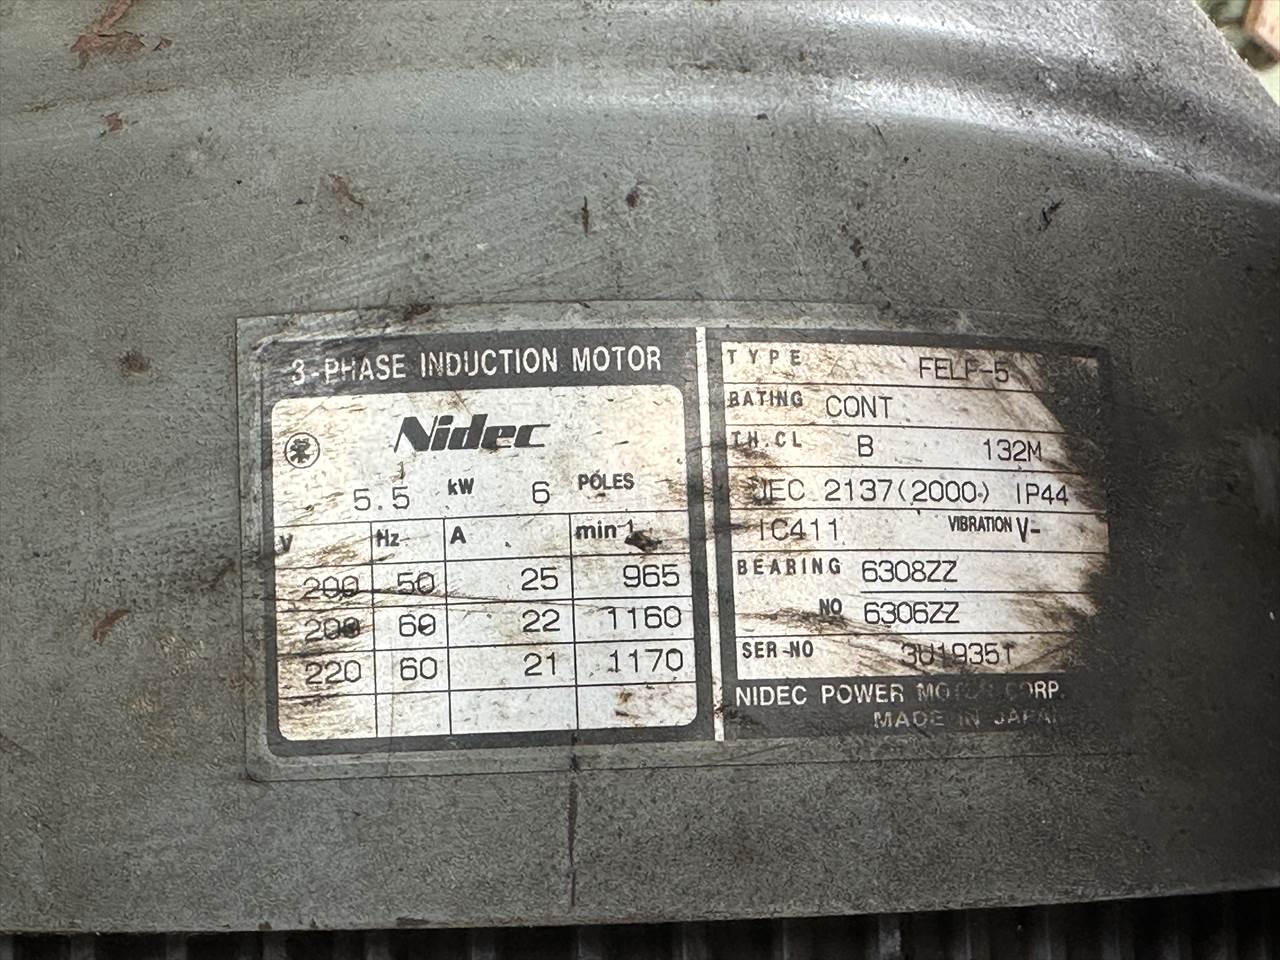 3-PHASE INDUCTION MOTOR
Nidec
5.5 kW 6 POLES
V Hz A min-1
200 50 25 965
200 60 22 1160
220 60 21 1170
TYPE FELP-5
RATING CONT
TH.CL B 132M
JEC 2137(2000) IP44
IC411 VIBRATION V-
BEARING 6308ZZ
NO 6306ZZ
SER-NO 3U19351
NIDEC POWER MOTOR CORP.
MADE IN JAPAN